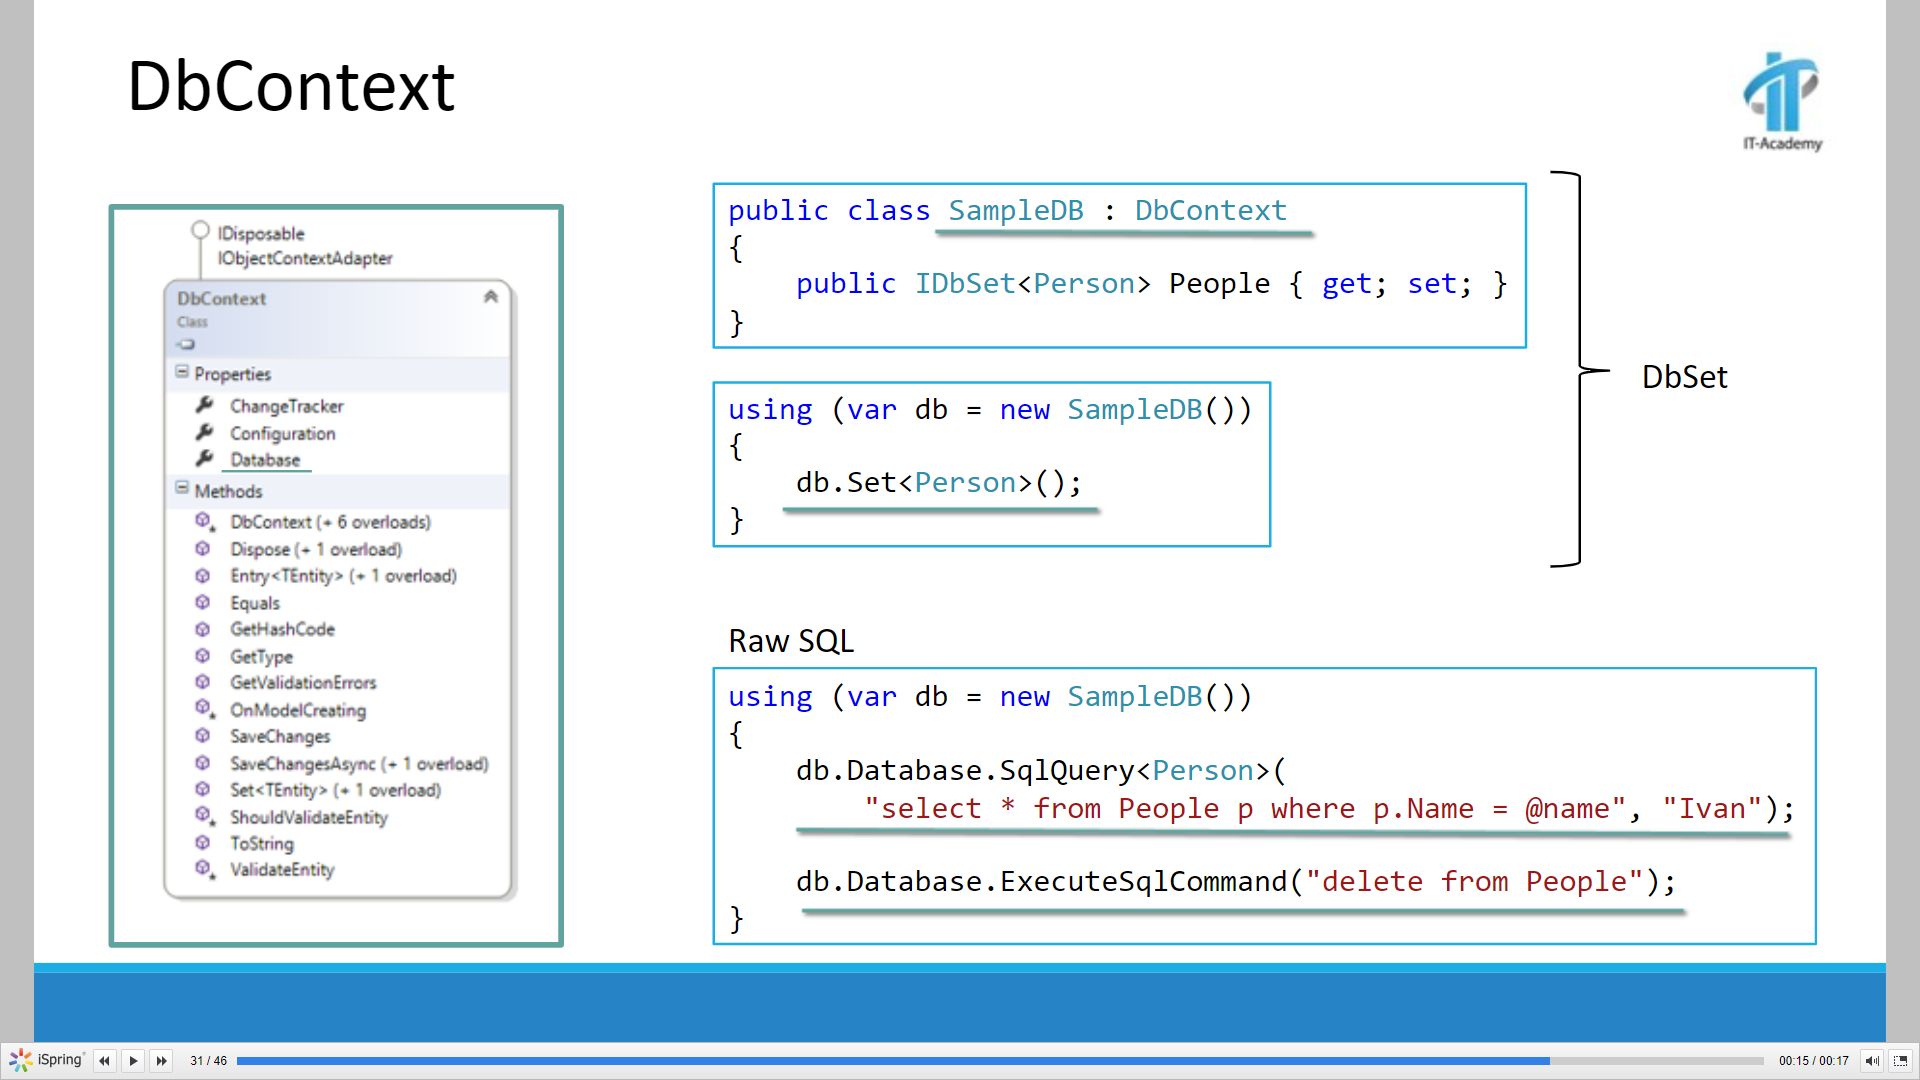 DbContext
IT-Academy
IDisposable
IObjectContextAdapter
DbContext
Class
Properties
ChangeTracker
Configuration
Database
Methods
DbContext (+ 6 overloads)
Dispose (+ 1 overload)
Entry<TEntity> (+ 1 overload)
Equals
GetHashCode
GetType
GetValidationErrors
OnModelCreating
SaveChanges
SaveChangesAsync (+ 1 overload)
Set<TEntity> (+ 1 overload)
ShouldValidateEntity
ToString
ValidateEntity
public class SampleDB : DbContext
{
public IDbSet<Person> People { get; set; }
}
using (var db = new SampleDB())
{
db.Set<Person>();
}
DbSet
Raw SQL
using (var db = new SampleDB())
{
db.Database.SqlQuery<Person>(
"select * from People p where p.Name = @name", "Ivan");
db.Database.ExecuteSqlCommand("delete from People");
}
iSpring
31 / 46
00:15 / 00:17